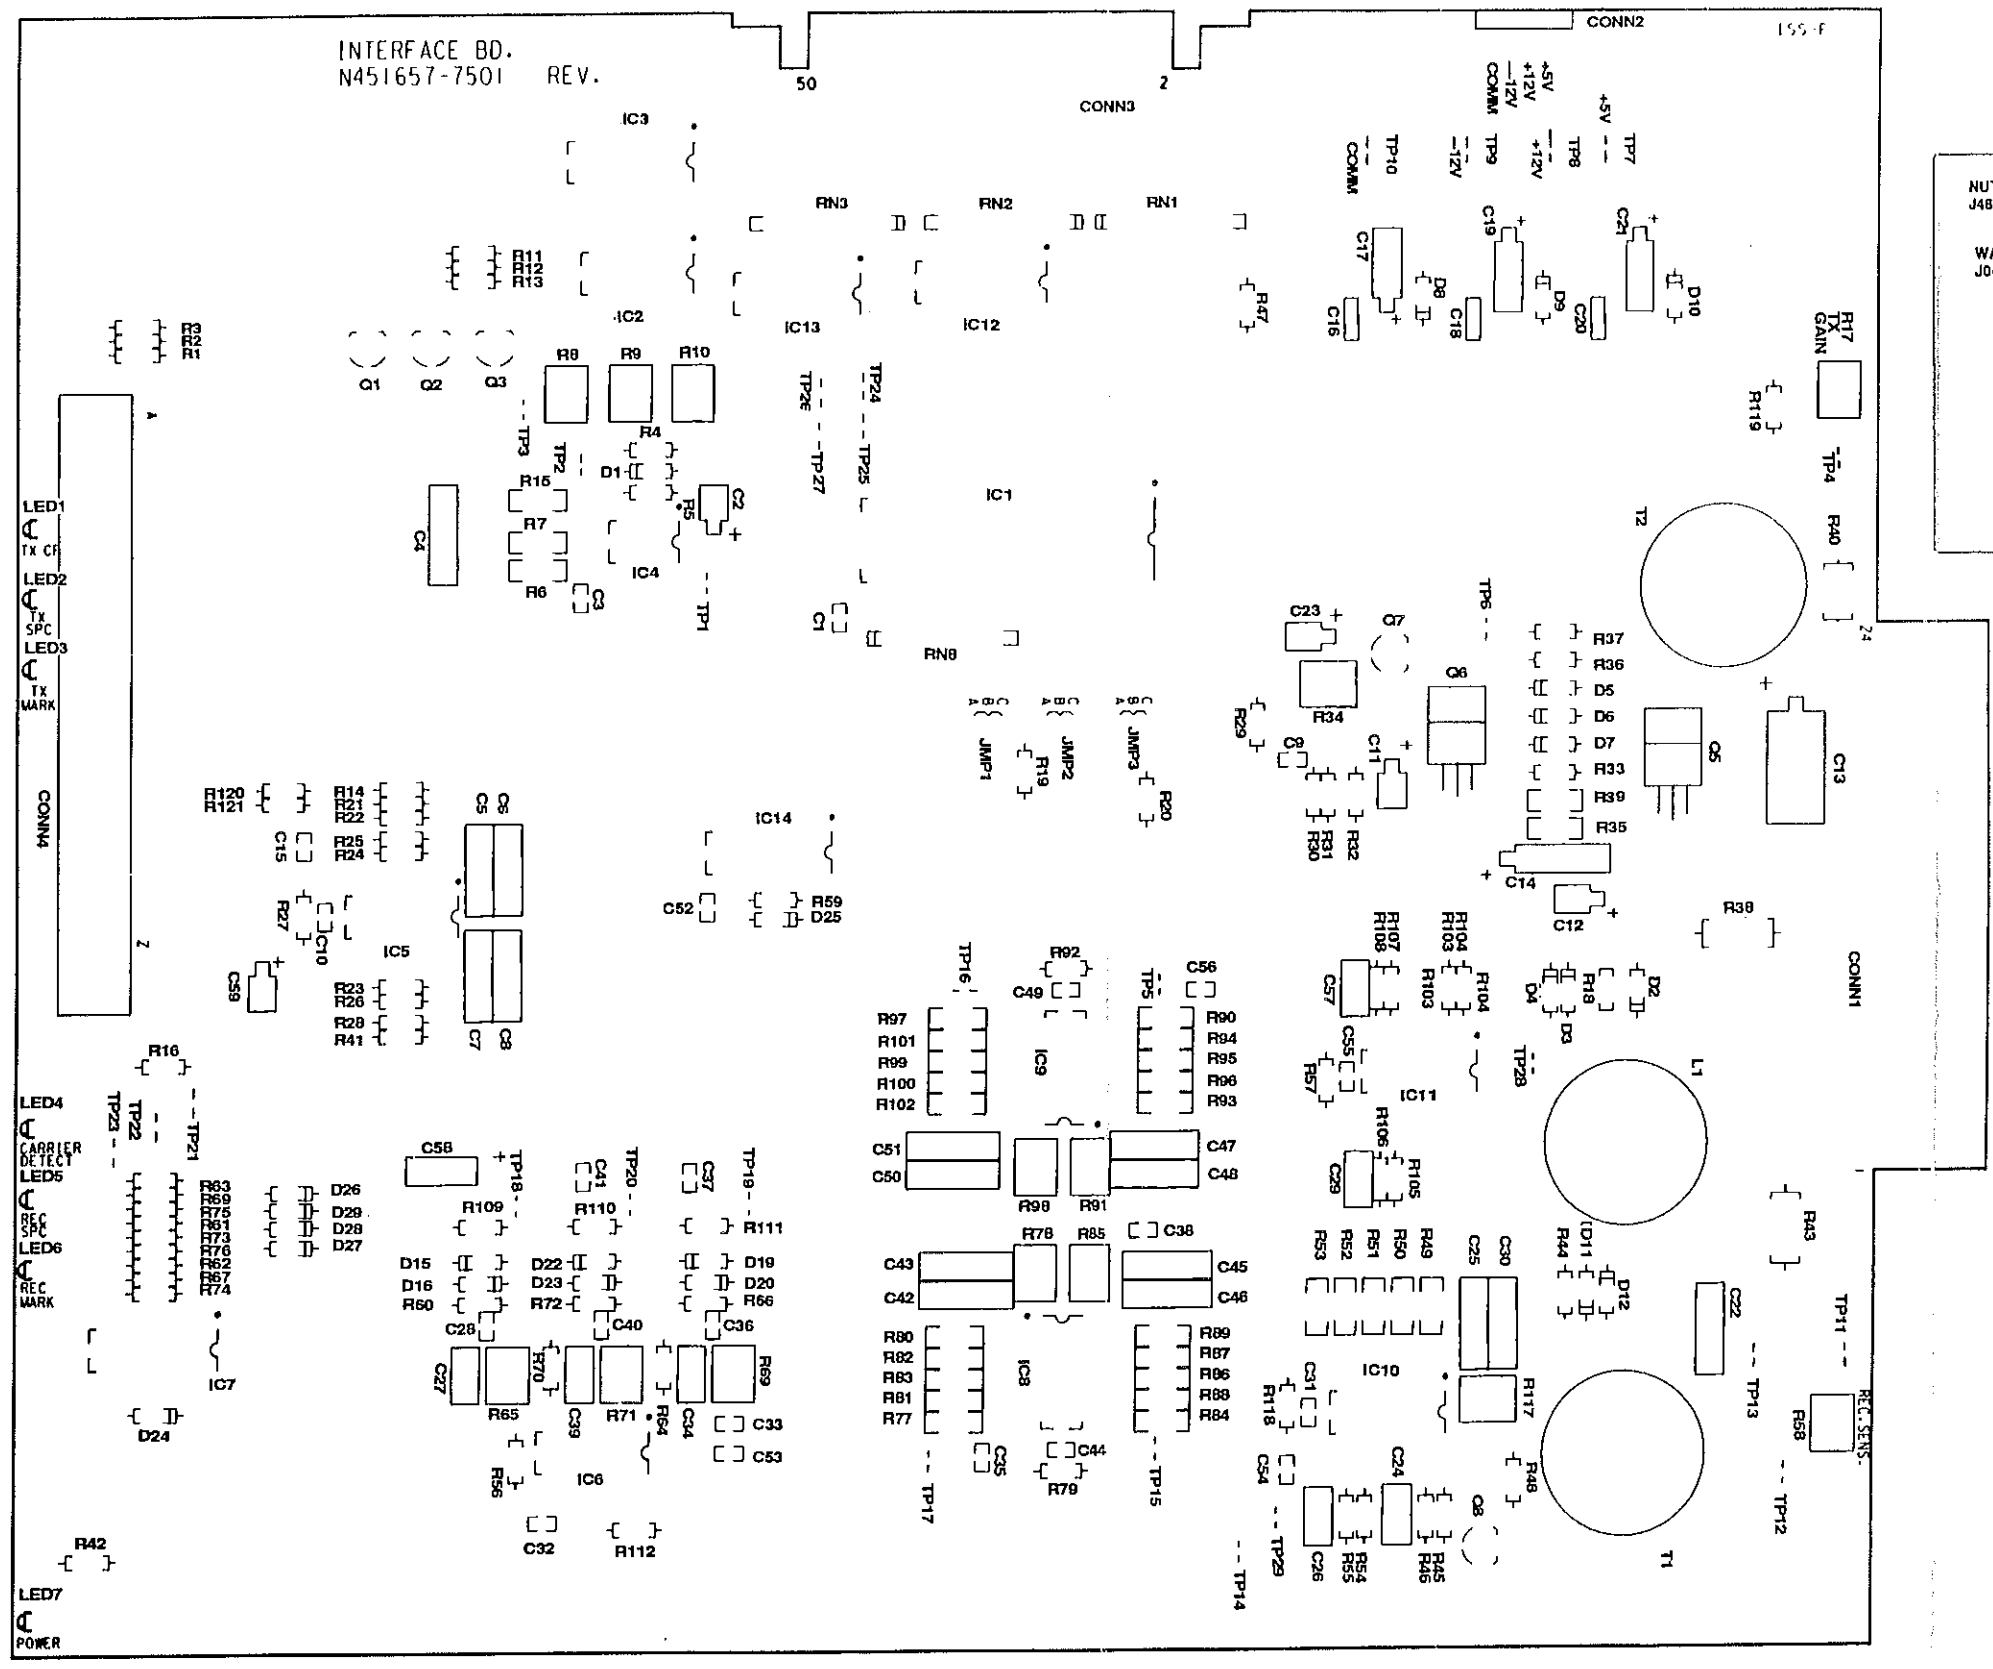 CONN2
155-F
INTERFACE BD.
N451657-7501 REV.
50
2
CONN3
COMM
-12V
+12V
+5V
+5V
IC3
COMM
TP10
-12V
TP9
+12V
TP8
TP7
NU
J46
WA
RN3
RN2
RN1
C17
C19
C21
R11
R12
R13
R47
C16
D8
C18
D9
C20
D10
IC2
IC13
IC12
R3
R2
R1
R17
TX
GAIN
Q1
Q2
Q3
R8
R9
R10
TP26
TP24
R119
A
TP3
TP2
R4
D1
TP27
TP25
TP4
R15
R5
C2
+
IC1
T2
R40
LED1
TX CF
C4
R7
LED2
TX
SPC
R6
C3
IC4
TP1
C1
C23
+
Q7
TP6
24
LED3
TX
MARK
RN8
R37
R36
D5
D6
D7
R33
R39
R35
Q6
Q5
C13
+
A
B
C
A
B
C
A
B
C
JMP1
JMP2
JMP3
R19
R20
R29
R34
C9
C11
+
R30
R31
R32
CONN4
R120
R121
R14
R21
R22
R25
R24
C5
C6
C15
IC14
C14
+
C12
+
R27
C10
IC5
C52
R59
D25
R38
Z
C59
+
R23
R26
R28
R41
C7
C8
TP16
R92
C49
TP5
C56
R108
R107
R103
R104
C57
R103
R104
D4
D3
R18
D2
CONN1
R97
R101
R99
R100
R102
IC9
R90
R94
R95
R96
R93
C55
R57
IC11
TP28
L1
R16
LED4
CARRIER
DETECT
TP23
TP22
TP21
C58
+
TP18
C41
TP20
C37
TP19
C51
C50
C47
C48
R98
R91
R106
C29
R105
1
LED5
REC
SPC
R63
R69
R75
R61
R73
R76
R62
R67
R74
D26
D29
D28
D27
R109
R110
R111
R78
R85
C38
R53
R52
R51
R50
R49
C25
C30
R44
D11
D12
R43
LED6
REC
MARK
D15
D16
R60
D22
D23
R72
D19
D20
R66
C43
C42
C45
C46
C28
C40
C36
C22
TP11
IC7
C27
R65
R70
C39
R71
R64
C34
R69
R80
R82
R83
R81
R77
IC8
R89
R87
R86
R88
R84
R118
C31
IC10
R117
TP13
R58
REC.SENS.
D24
C33
C53
R56
IC6
TP17
C35
C44
R79
TP15
C54
C24
R48
TP12
C32
R112
R42
TP14
TP29
C26
R55
R54
R46
R45
Q8
T1
LED7
POWER